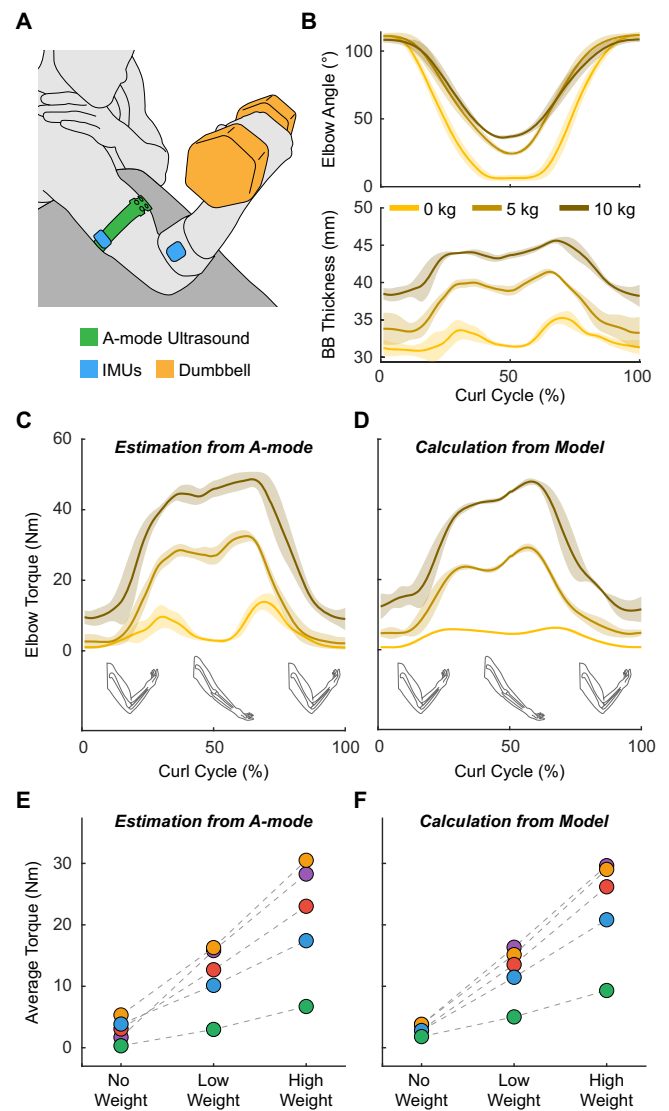 A
A-mode Ultrasound
IMUs
Dumbbell
B
Elbow Angle (°)
100
50
0
0 kg
5 kg
10 kg
BB Thickness (mm)
50
45
40
35
30
0
50
100
Curl Cycle (%)
C
Estimation from A-mode
Elbow Torque (Nm)
60
40
20
0
0
50
100
Curl Cycle (%)
D
Calculation from Model
0
50
100
Curl Cycle (%)
E
Estimation from A-mode
Average Torque (Nm)
30
20
10
0
No
Weight
Low
Weight
High
Weight
F
Calculation from Model
No
Weight
Low
Weight
High
Weight